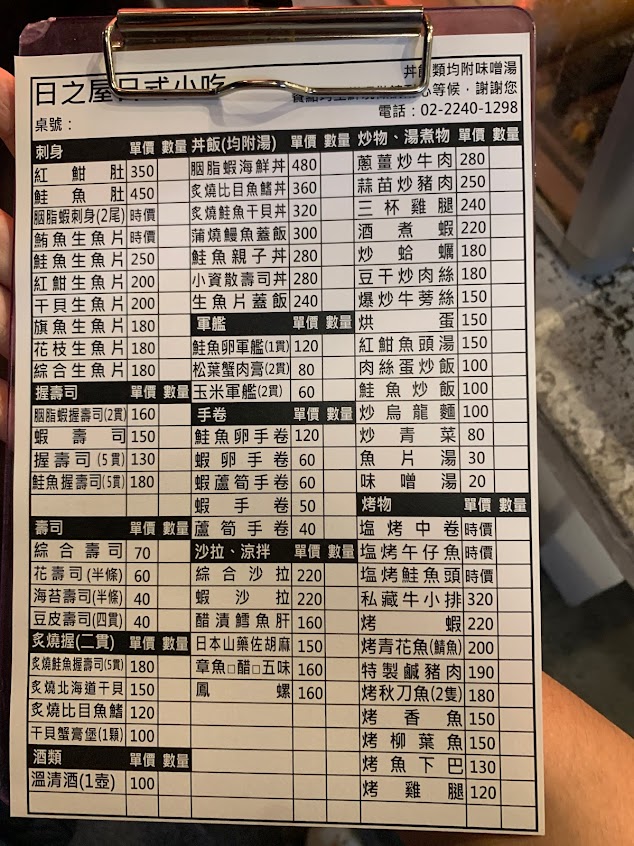 日之屋日式小吃
丼飯類均附味噌湯
心等候，謝謝您
電話：02-2240-1298
桌號：
刺身 單價 數量
紅魽肚 350
鮭魚肚 450
胭脂蝦刺身(2尾) 時價
鮪魚生魚片 時價
鮭魚生魚片 250
紅魽生魚片 200
干貝生魚片 200
旗魚生魚片 180
花枝生魚片 180
綜合生魚片 180
握壽司 單價 數量
胭脂蝦握壽司(2貫) 160
蝦壽司 150
握壽司(5貫) 130
鮭魚握壽司(5貫) 180
壽司 單價 數量
綜合壽司 70
花壽司(半條) 60
海苔壽司(半條) 40
豆皮壽司(四貫) 40
炙燒握(二貫) 單價 數量
炙燒鮭魚握壽司(5貫) 180
炙燒北海道干貝 150
炙燒比目魚鰭 120
干貝蟹膏堡(1顆) 100
酒類 單價 數量
溫清酒(1壺) 100
丼飯(均附湯) 單價 數量
胭脂蝦海鮮丼 480
炙燒比目魚鰭丼 360
炙燒鮭魚干貝丼 320
蒲燒鰻魚蓋飯 300
鮭魚親子丼 280
小資散壽司丼 280
生魚片蓋飯 240
軍艦 單價 數量
鮭魚卵軍艦(1貫) 120
松葉蟹肉膏(2貫) 80
玉米軍艦(2貫) 60
手卷 單價 數量
鮭魚卵手卷 120
蝦卵手卷 60
蝦蘆筍手卷 60
蝦手卷 50
蘆筍手卷 40
沙拉、涼拌 單價 數量
綜合沙拉 220
蝦沙拉 220
醋漬鱈魚肝 160
日本山藥佐胡麻 150
章魚□醋□五味 160
鳳螺 160
炒物、湯煮物 單價 數量
蔥薑炒牛肉 280
蒜苗炒豬肉 250
三杯雞腿 240
酒煮蝦 220
炒蛤蠣 180
豆干炒肉絲 180
爆炒牛蒡絲 150
烘蛋 150
紅魽魚頭湯 150
肉絲蛋炒飯 100
鮭魚炒飯 100
炒烏龍麵 100
炒青菜 80
魚片湯 30
味噌湯 20
烤物 單價 數量
塩烤中卷 時價
塩烤午仔魚 時價
塩烤鮭魚頭 時價
私藏牛小排 320
烤蝦 220
烤青花魚(鯖魚) 200
特製鹹豬肉 190
烤秋刀魚(2隻) 180
烤香魚 150
烤柳葉魚 150
烤魚下巴 130
烤雞腿 120